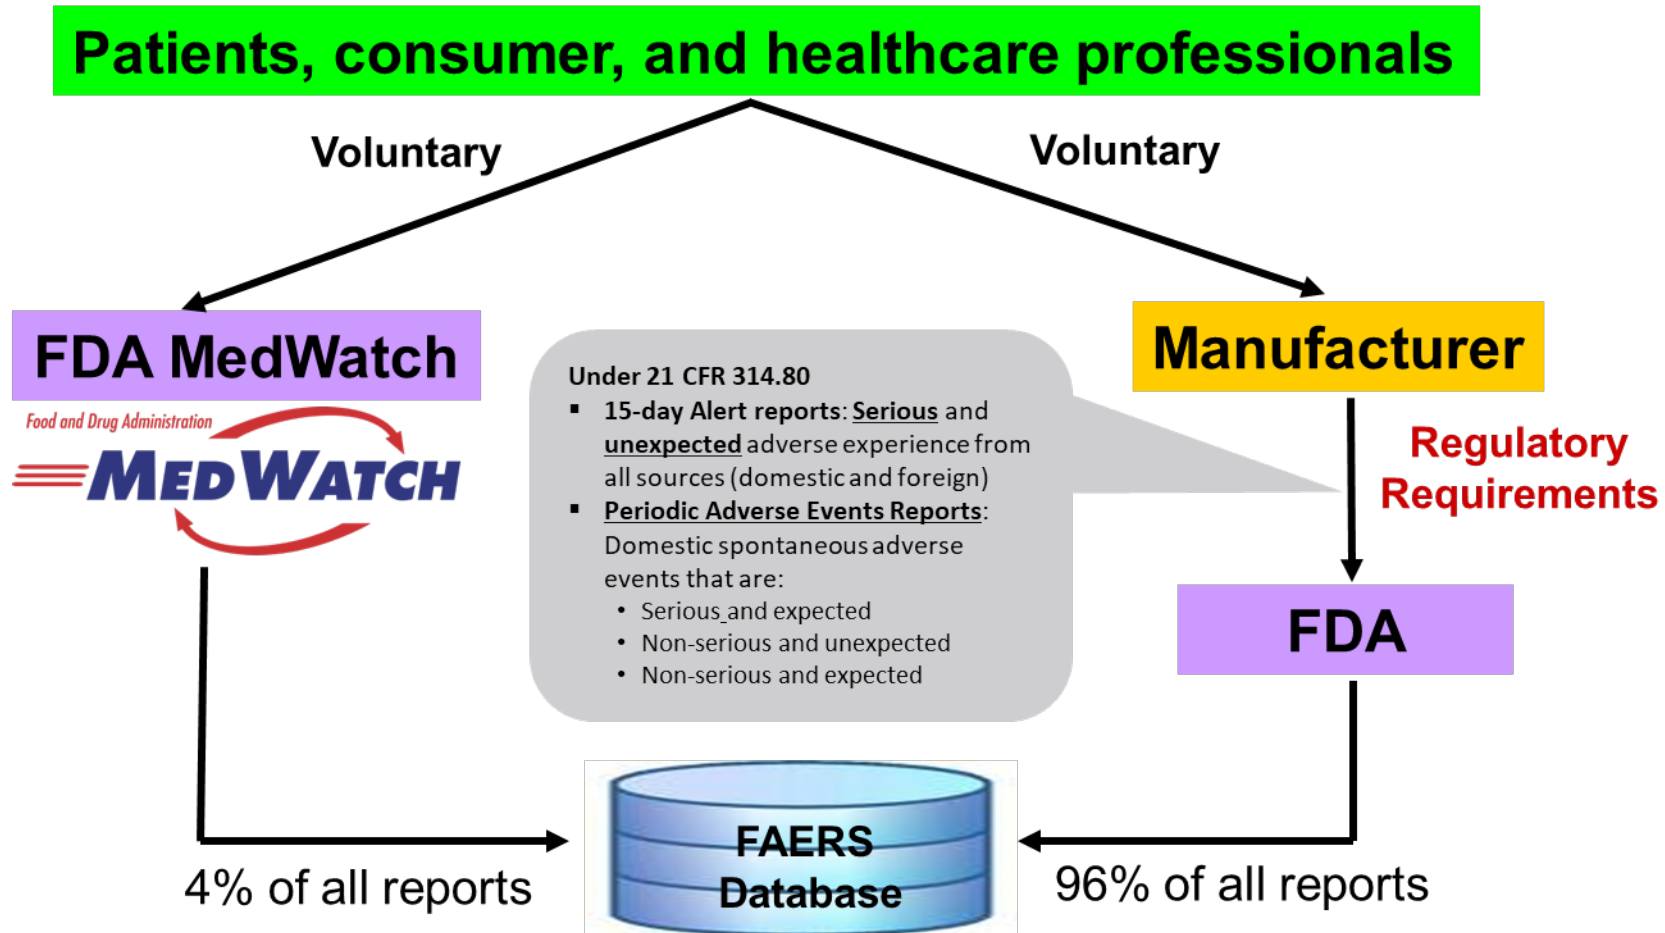 Patients, consumer, and healthcare professionals
Voluntary
Voluntary
FDA MedWatch
Food and Drug Administration
MEDWATCH
Manufacturer
Regulatory
Requirements
Under 21 CFR 314.80
▪ 15-day Alert reports: Serious and
unexpected adverse experience from
all sources (domestic and foreign)
▪ Periodic Adverse Events Reports:
Domestic spontaneous adverse
events that are:
• Serious and expected
• Non-serious and unexpected
• Non-serious and expected
FDA
FAERS
Database
4% of all reports
96% of all reports